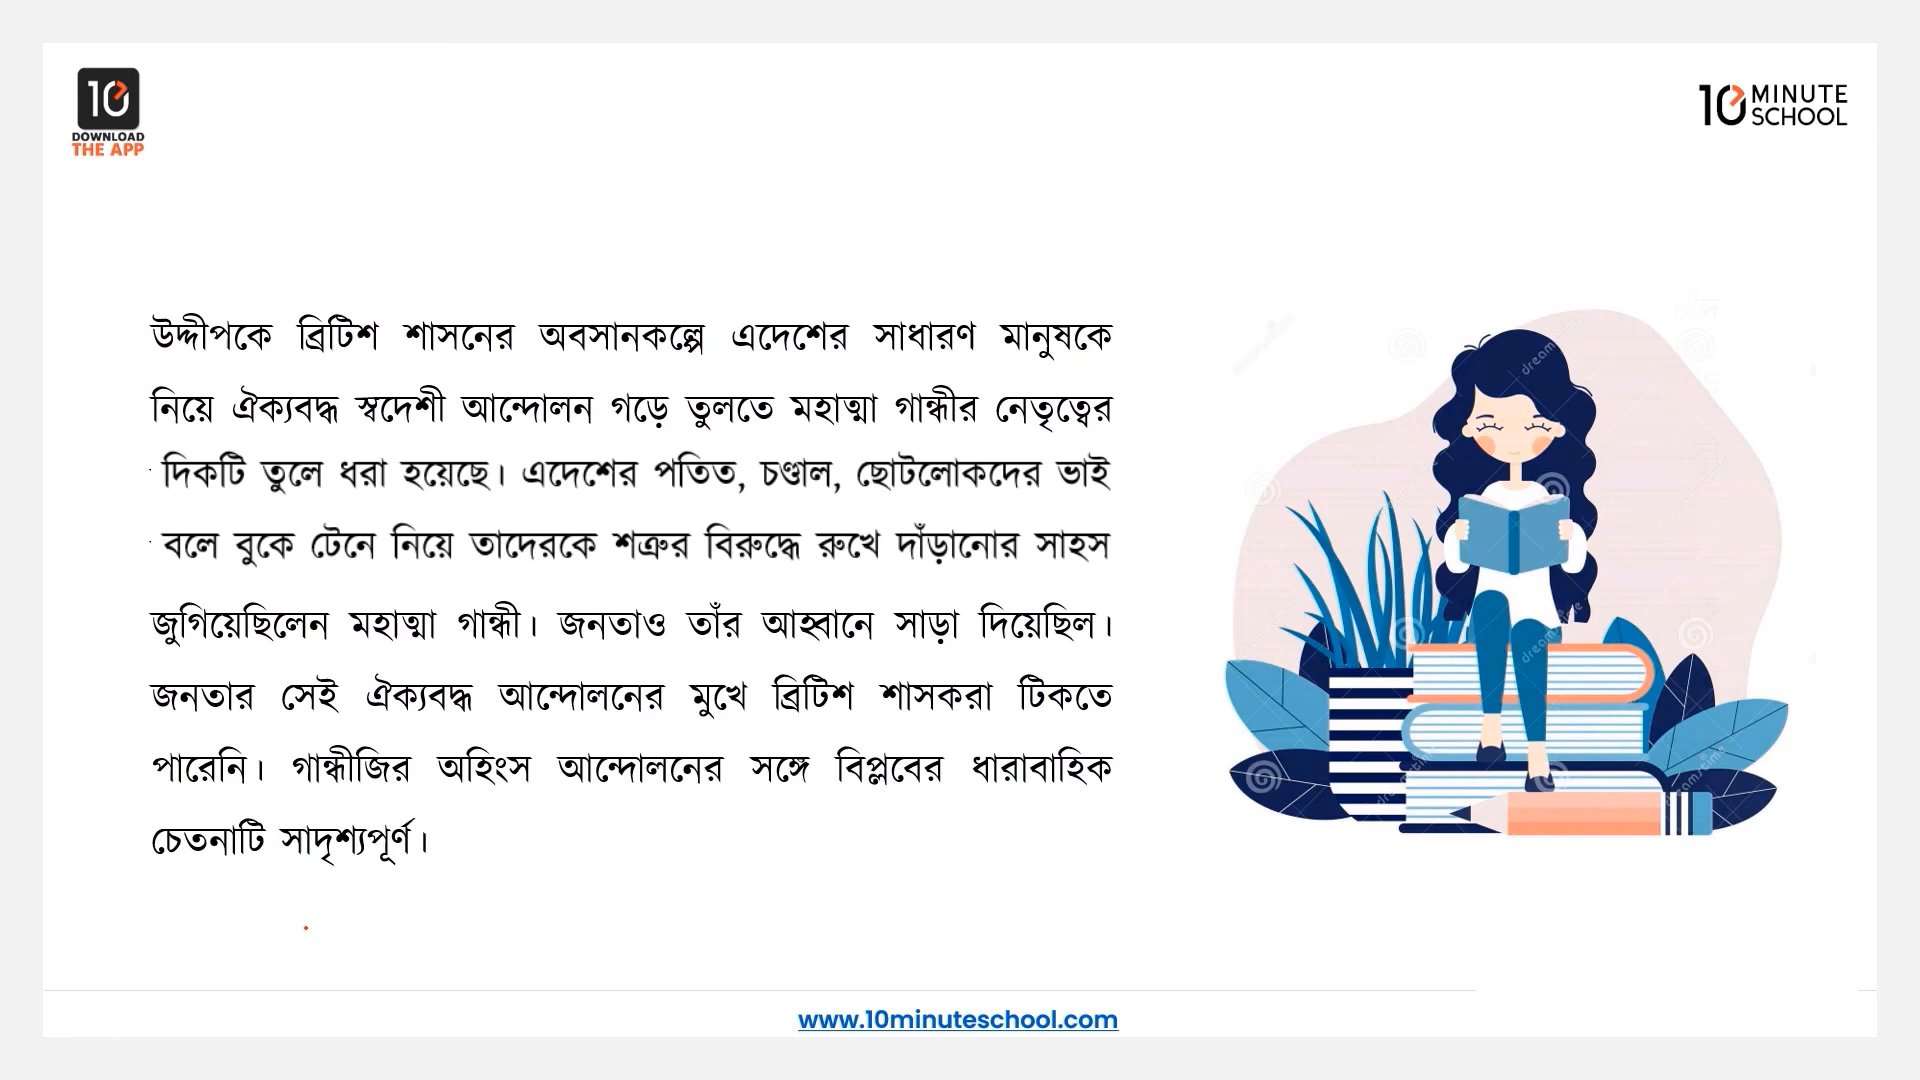 10
DOWNLOAD
THE APP
10 MINUTE
SCHOOL
উদ্দীপকে ব্রিটিশ শাসনের অবসানকল্পে এদেশের সাধারণ মানুষকে
নিয়ে ঐক্যবদ্ধ স্বদেশী আন্দোলন গড়ে তুলতে মহাত্মা গান্ধীর নেতৃত্বের
দিকটি তুলে ধরা হয়েছে। এদেশের পতিত, চণ্ডাল, ছোটলোকদের ভাই
বলে বুকে টেনে নিয়ে তাদেরকে শত্রুর বিরুদ্ধে রুখে দাঁড়ানোর সাহস
জুগিয়েছিলেন মহাত্মা গান্ধী। জনতাও তাঁর আহ্বানে সাড়া দিয়েছিল।
জনতার সেই ঐক্যবদ্ধ আন্দোলনের মুখে ব্রিটিশ শাসকরা টিকতে
পারেনি। গান্ধীজির অহিংস আন্দোলনের সঙ্গে বিপ্লবের ধারাবাহিক
চেতনাটি সাদৃশ্যপূর্ণ।
www.10minuteschool.com